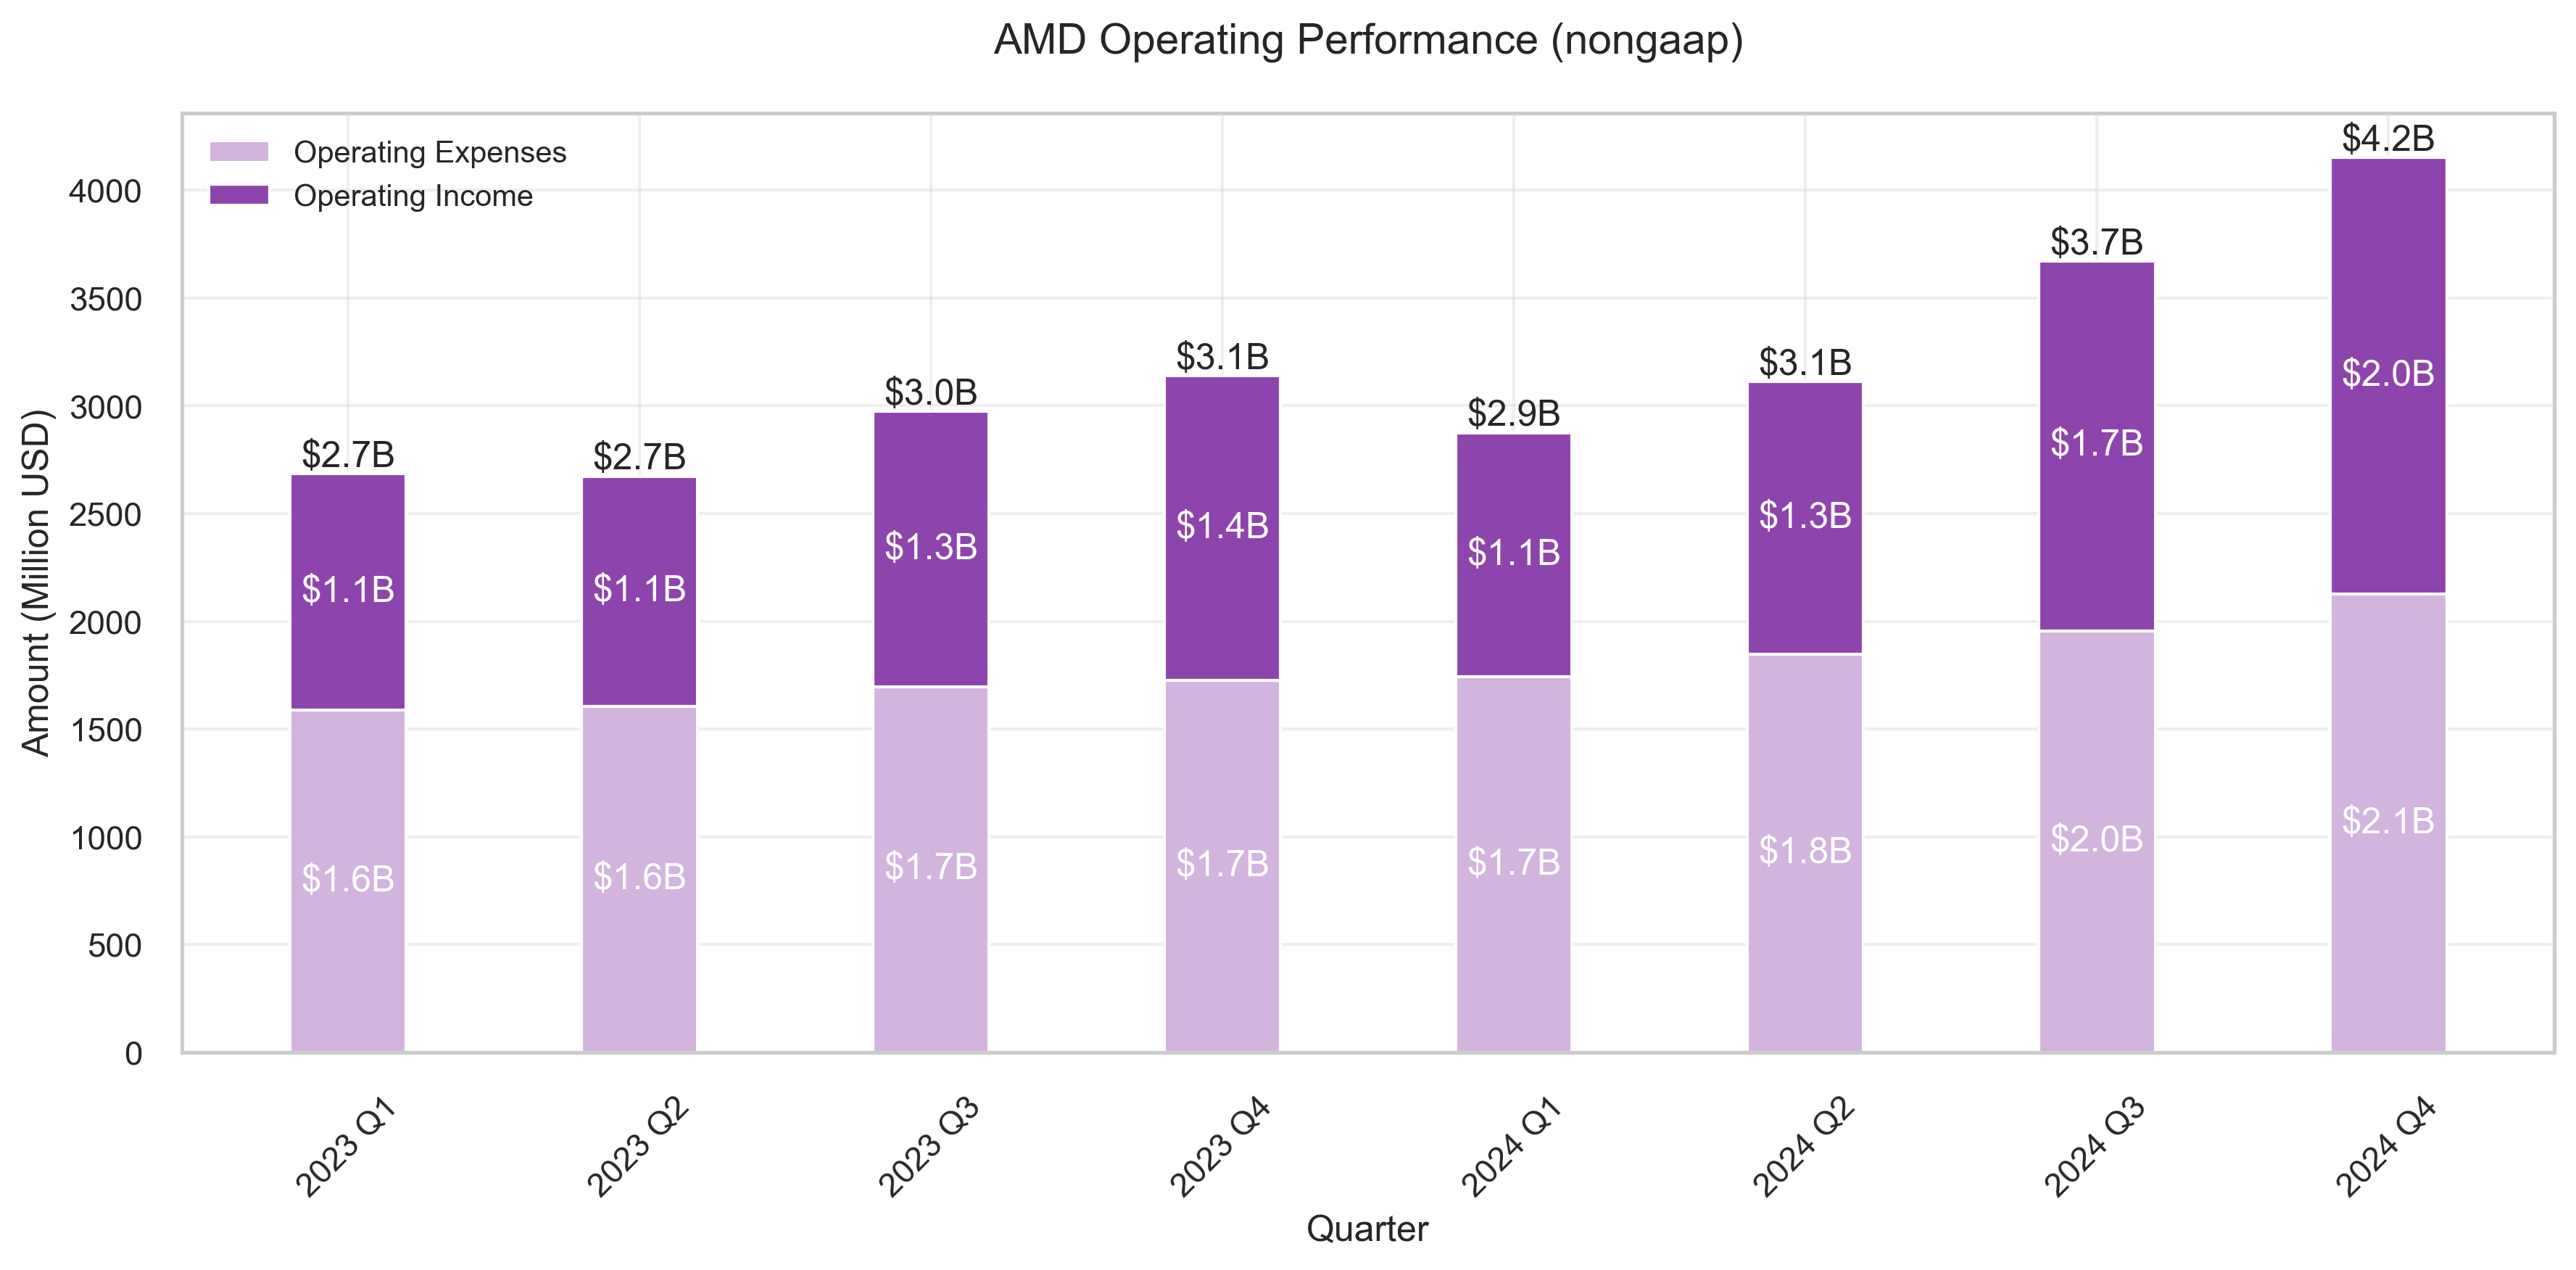 AMD Operating Performance (nongaap)
Operating Expenses
Operating Income
Amount (Million USD)
4000
3500
3000
2500
2000
1500
1000
500
0
$2.7B
$1.1B
$1.6B
$2.7B
$1.1B
$1.6B
$3.0B
$1.3B
$1.7B
$3.1B
$1.4B
$1.7B
$2.9B
$1.1B
$1.7B
$3.1B
$1.3B
$1.8B
$3.7B
$1.7B
$2.0B
$4.2B
$2.0B
$2.1B
2023 Q1
2023 Q2
2023 Q3
2023 Q4
2024 Q1
2024 Q2
2024 Q3
2024 Q4
Quarter